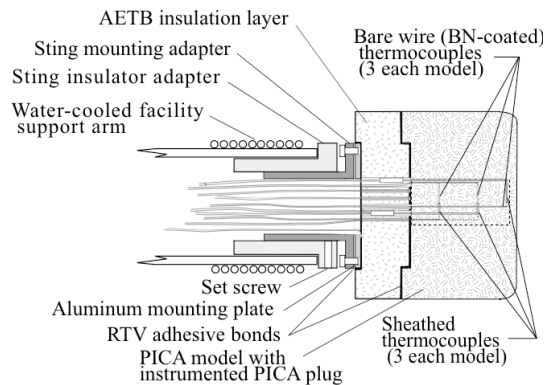 AETB insulation layer
Sting mounting adapter
Sting insulator adapter
Water-cooled facility
support arm
Bare wire (BN-coated)
thermocouples
(3 each model)
Set screw
Aluminum mounting plate
RTV adhesive bonds
PICA model with
instrumented PICA plug
Sheathed
thermocouples
(3 each model)